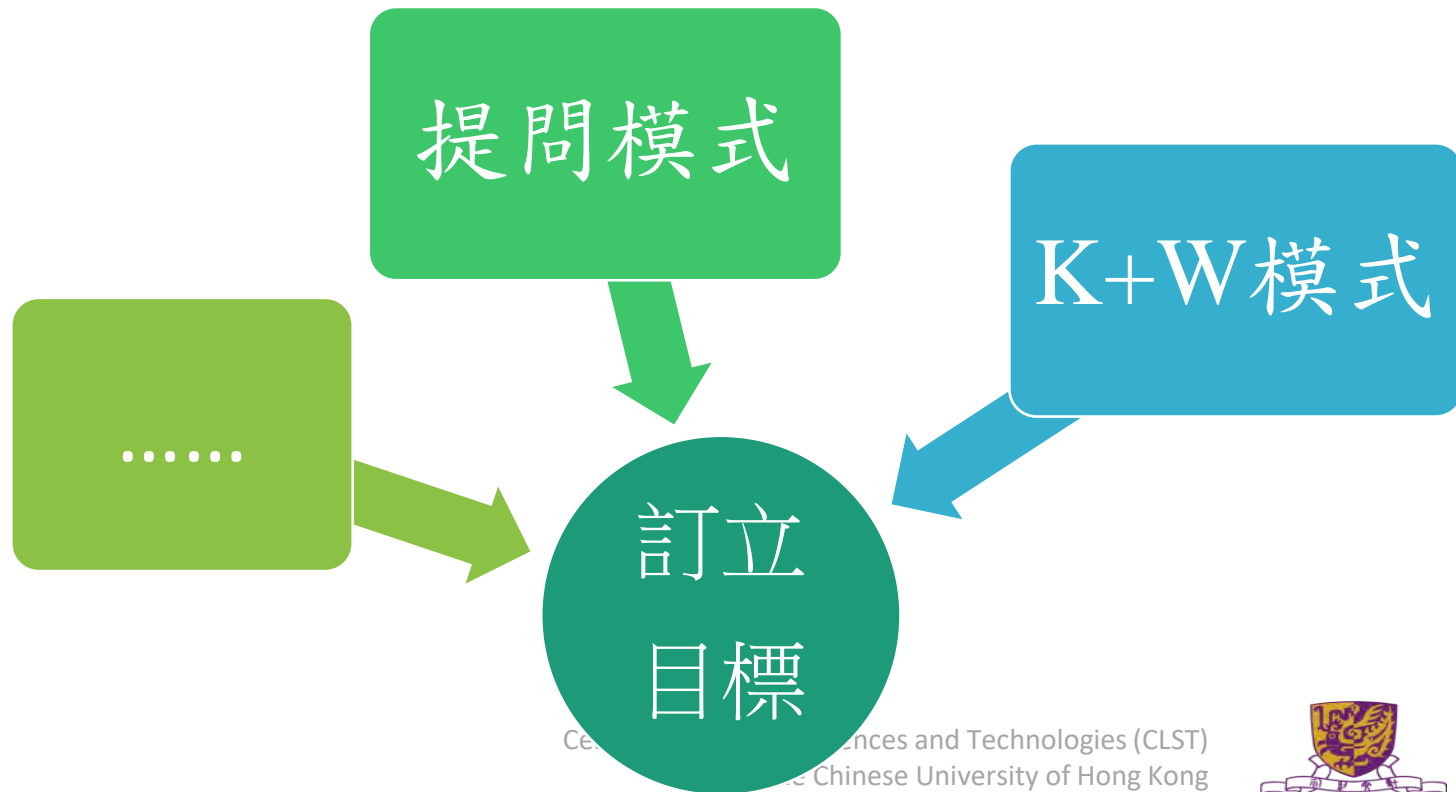 提問模式
K+W模式
......
訂立
目標
ences and Technologies (CLST)
Chinese University of Hong Kong